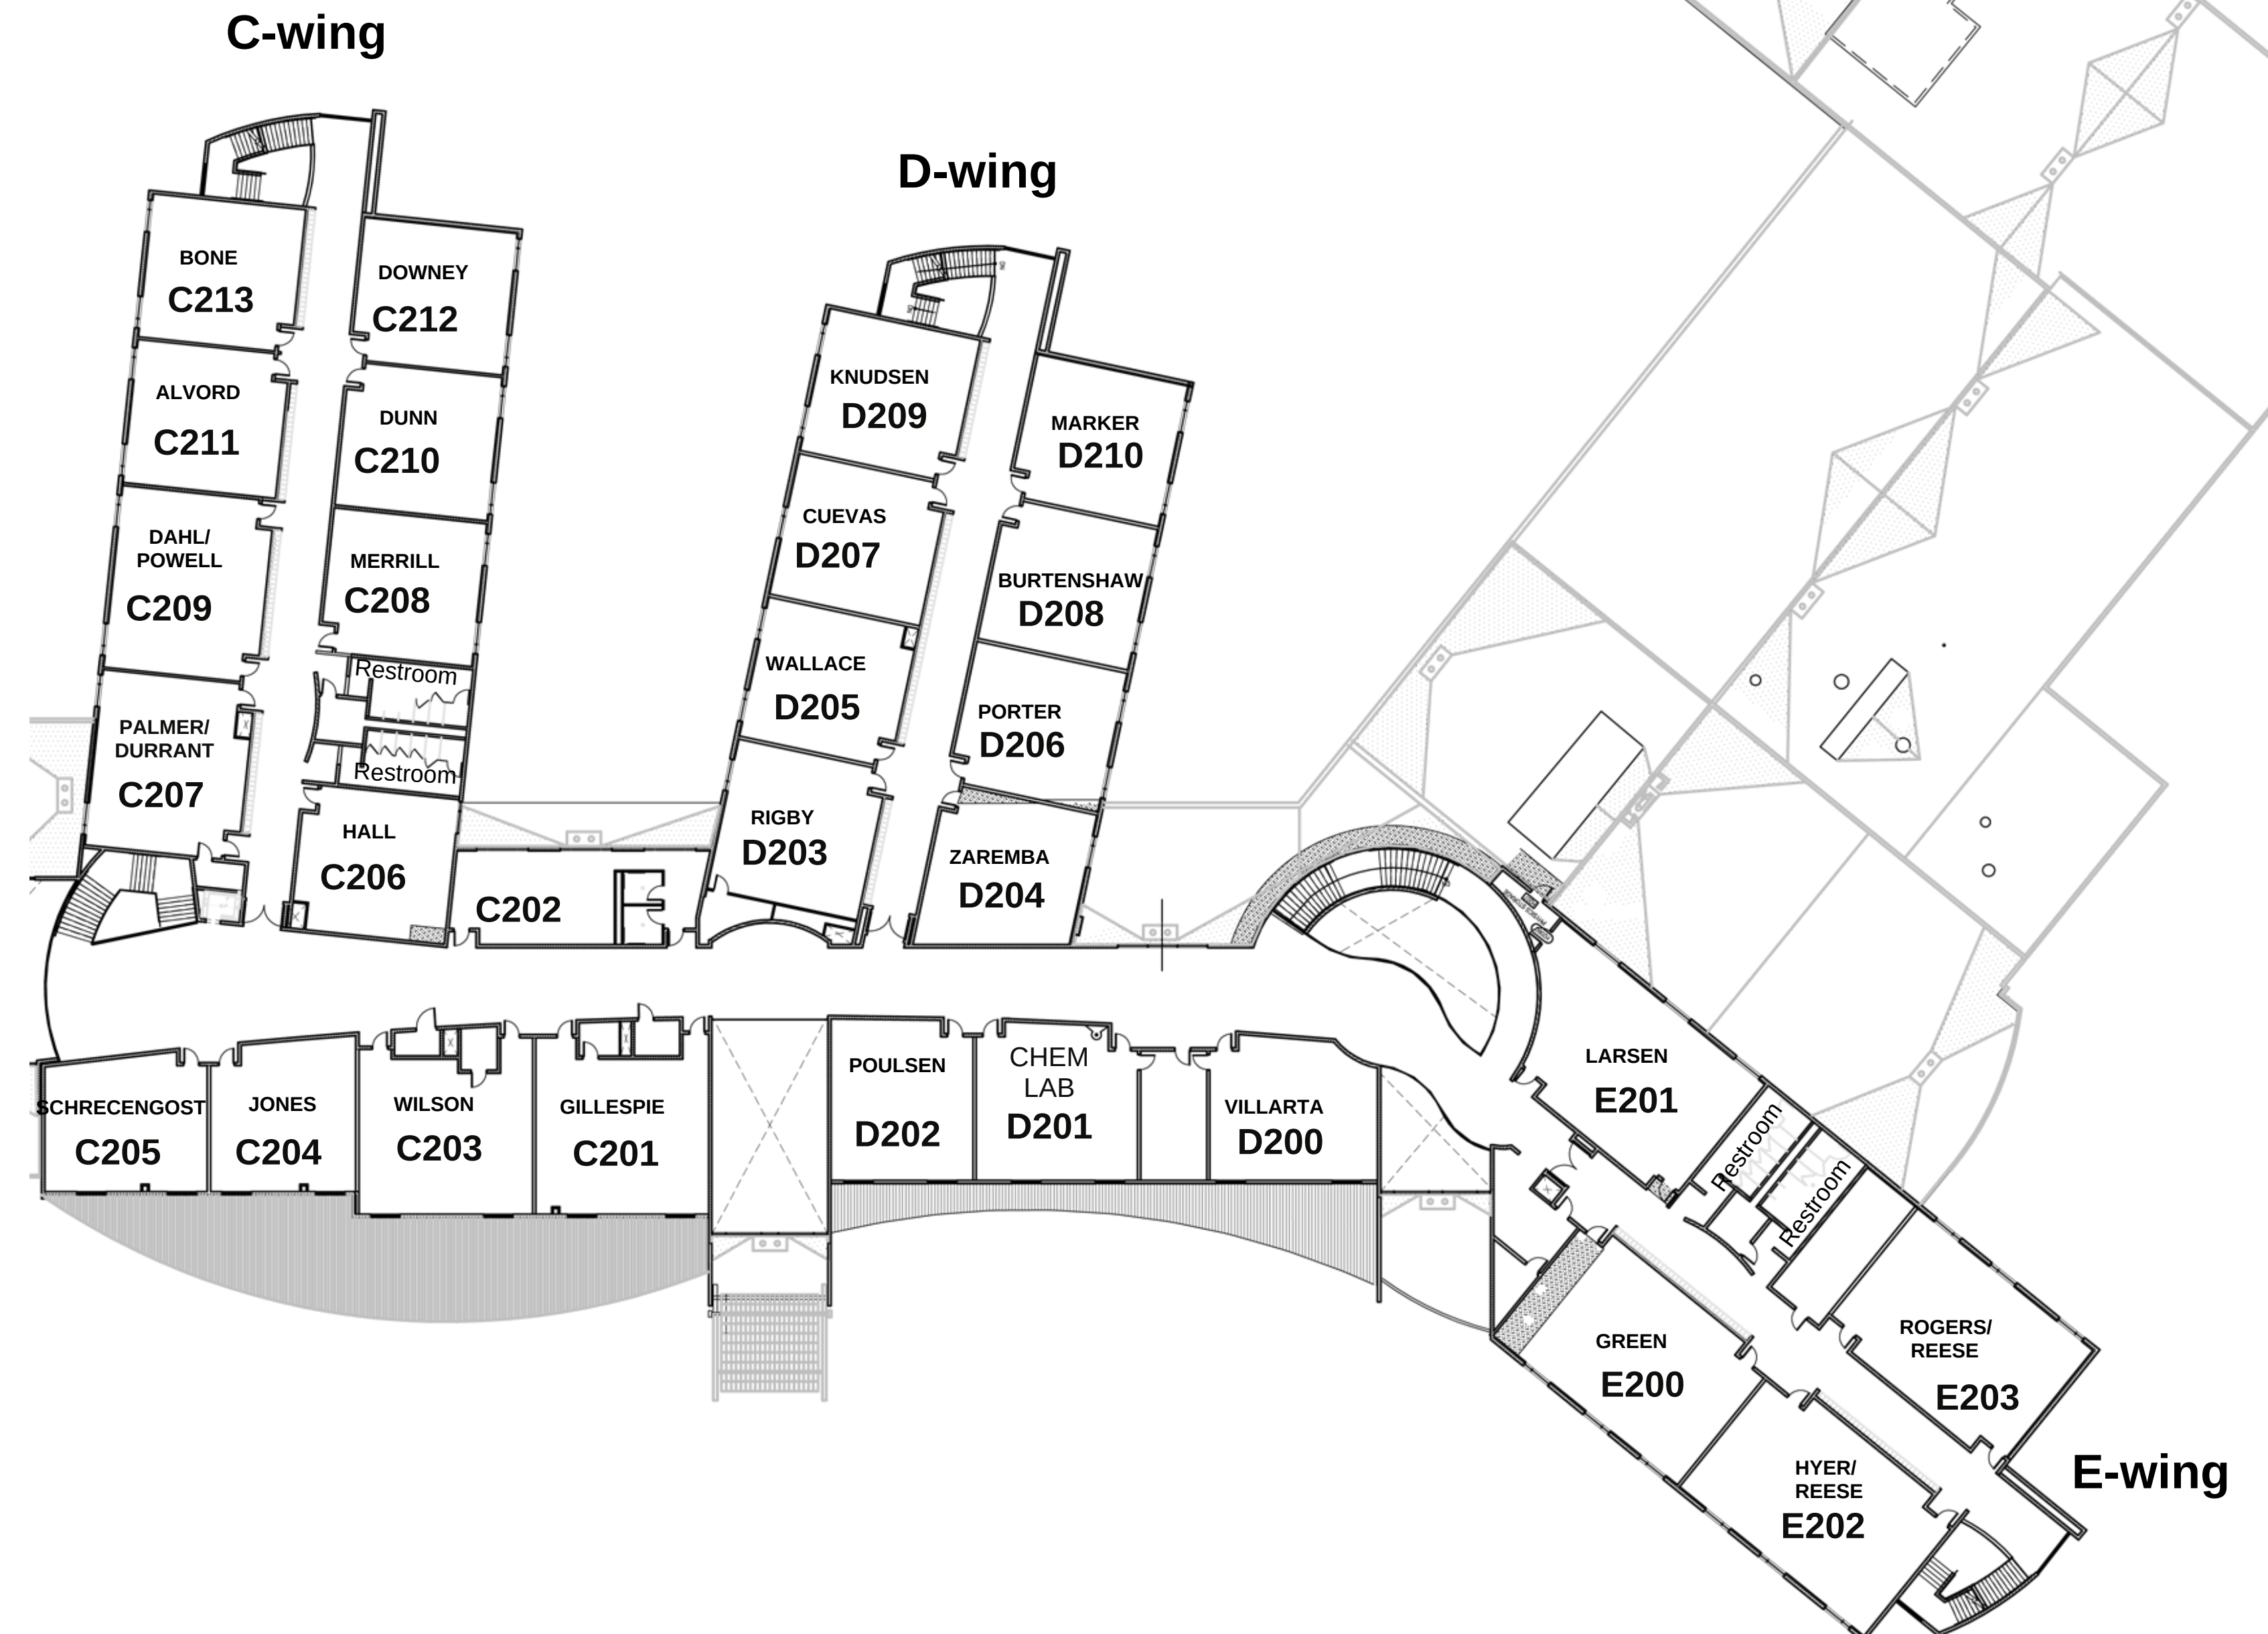 C-wing
D-wing
BONE
C213
DOWNEY
C212
ALVORD
C211
DUNN
C210
DAHL/
POWELL
C209
MERRILL
C208
Restroom
PALMER/
DURRANT
C207
Restroom
HALL
C206
C202
KNUDSEN
D209
MARKER
D210
CUEVAS
D207
BURTENSHAW
D208
WALLACE
D205
PORTER
D206
RIGBY
D203
ZAREMBA
D204
SCHRECENGOST
C205
JONES
C204
WILSON
C203
GILLESPIE
C201
POULSEN
D202
CHEM
LAB
D201
VILLARTA
D200
LARSEN
E201
Restroom
Restroom
GREEN
E200
ROGERS/
REESE
E203
HYER/
REESE
E202
E-wing